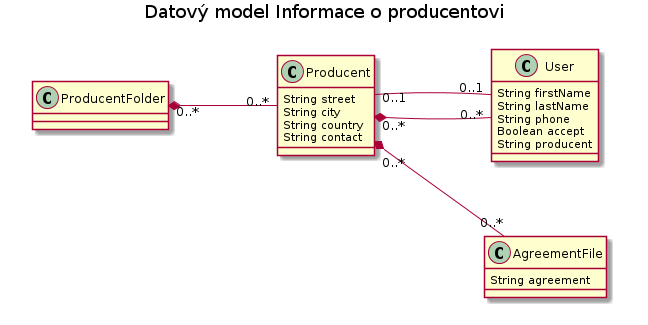 Datový model Informace o producentovi
C ProducentFolder
0..*
0..*
C Producent
String street
String city
String country
String contact
0..1
0..1
0..*
0..*
0..*
0..*
C User
String firstName
String lastName
String phone
Boolean accept
String producent
C AgreementFile
String agreement